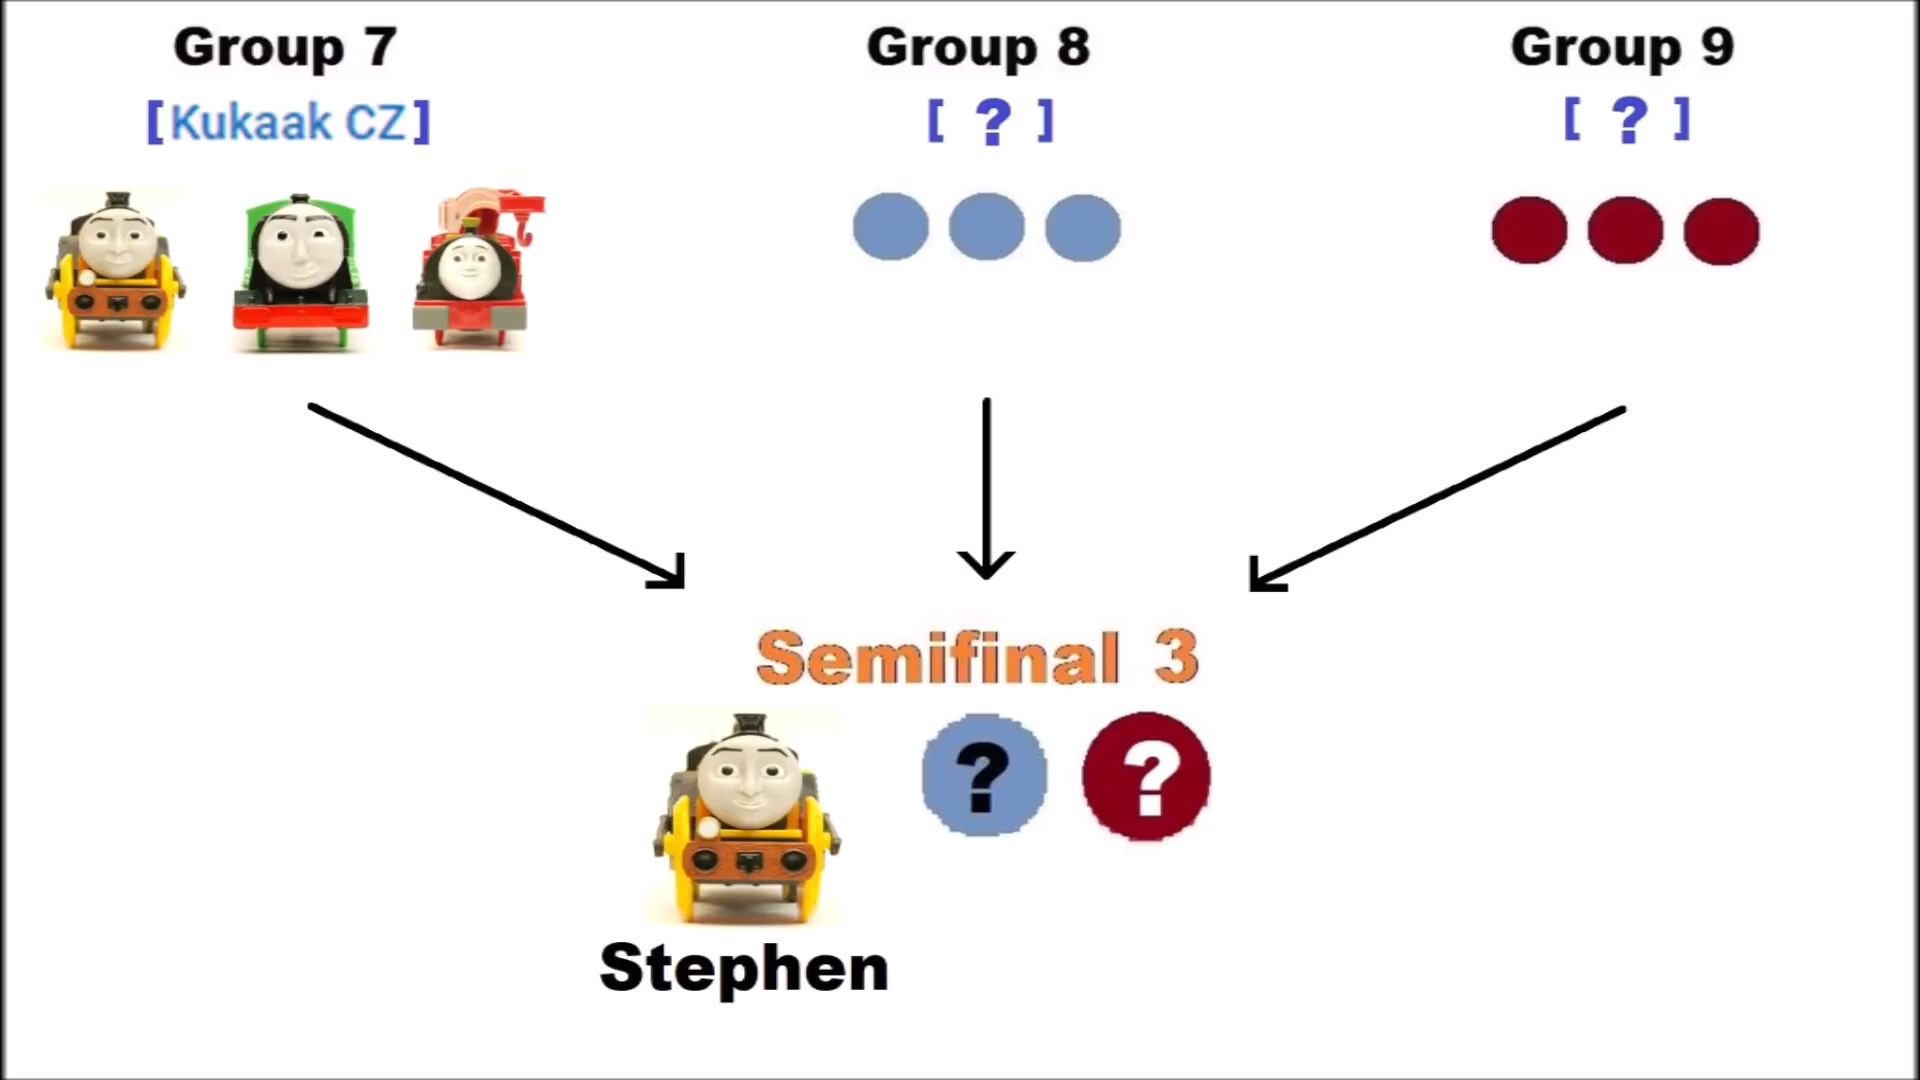 Group 7
[Kukaak CZ]
Group 8
[ ? ]
Group 9
[ ? ]
Semifinal 3
?
?
Stephen